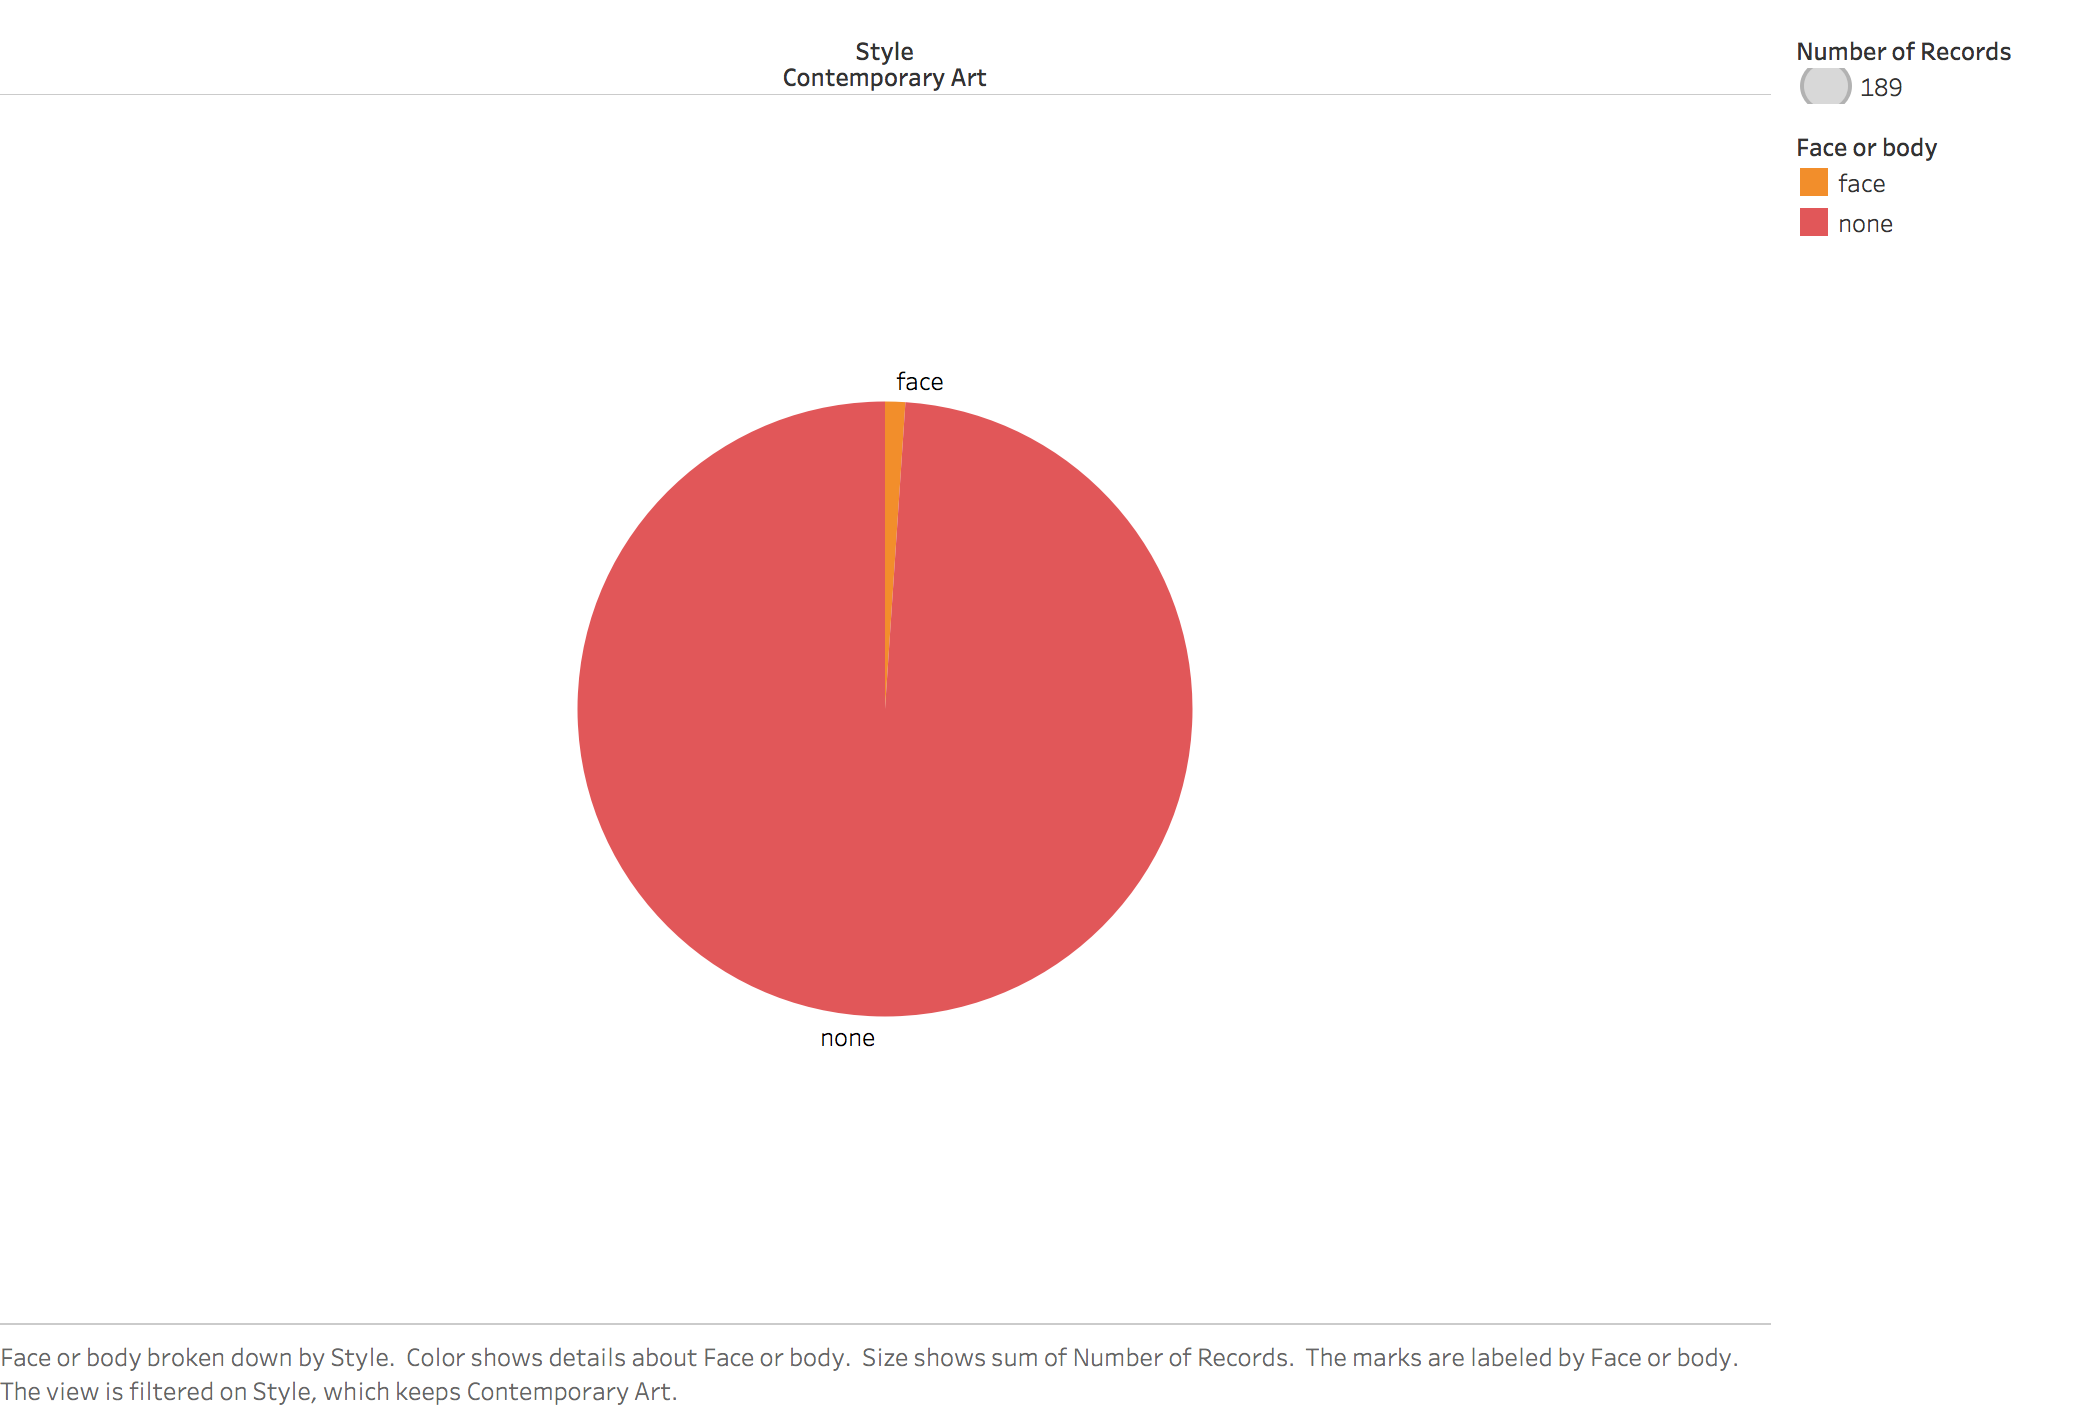 Style
Contemporary Art
Number of Records
189
Face or body
face
none
face
none
Face or body broken down by Style.  Color shows details about Face or body.  Size shows sum of Number of Records.  The marks are labeled by Face or body.
The view is filtered on Style, which keeps Contemporary Art.